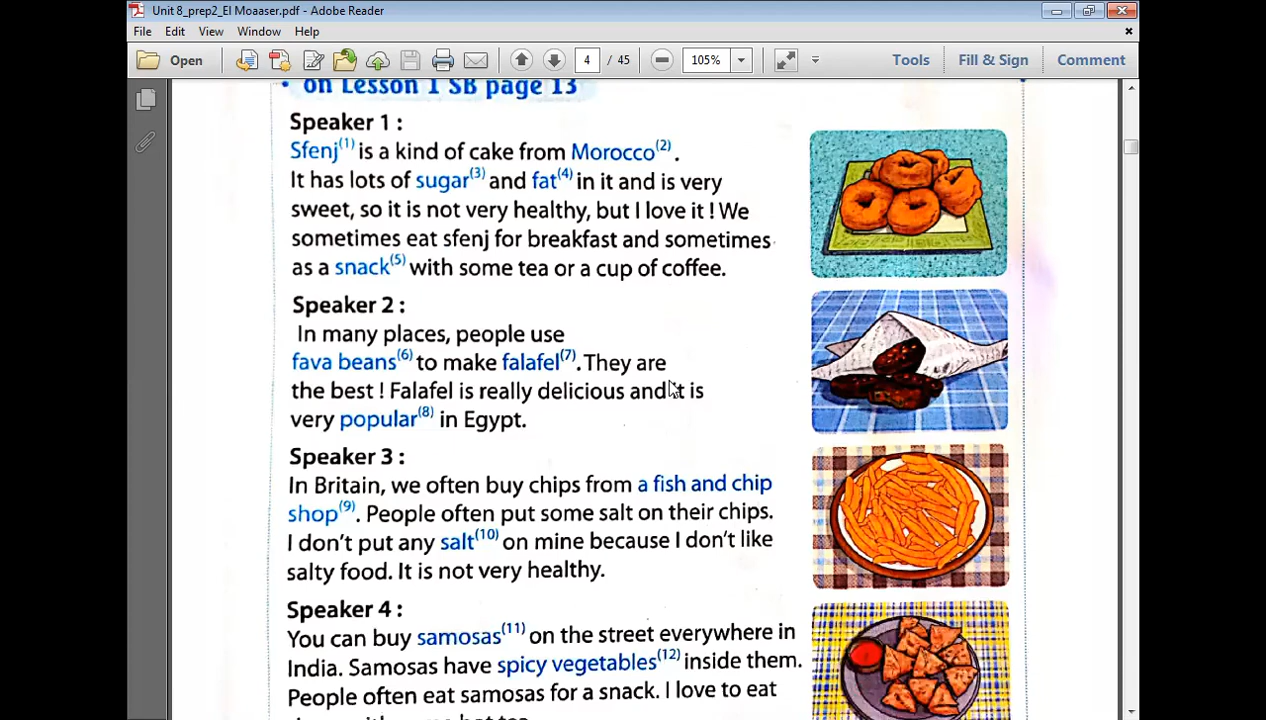 Unit 8_prep2_El Moaaser.pdf - Adobe Reader
File Edit View Window Help
Open 4 / 45 105% Tools Fill & Sign Comment
• on Lesson 1 SB page 13
Speaker 1 :
Sfenj(1) is a kind of cake from Morocco(2) .
It has lots of sugar(3) and fat(4) in it and is very
sweet, so it is not very healthy, but I love it ! We
sometimes eat sfenj for breakfast and sometimes
as a snack(5) with some tea or a cup of coffee.
Speaker 2 :
In many places, people use
fava beans(6) to make falafel(7). They are
the best ! Falafel is really delicious and it is
very popular(8) in Egypt.
Speaker 3 :
In Britain, we often buy chips from a fish and chip
shop(9). People often put some salt on their chips.
I don't put any salt(10) on mine because I don't like
salty food. It is not very healthy.
Speaker 4 :
You can buy samosas(11) on the street everywhere in
India. Samosas have spicy vegetables(12) inside them.
People often eat samosas for a snack. I love to eat